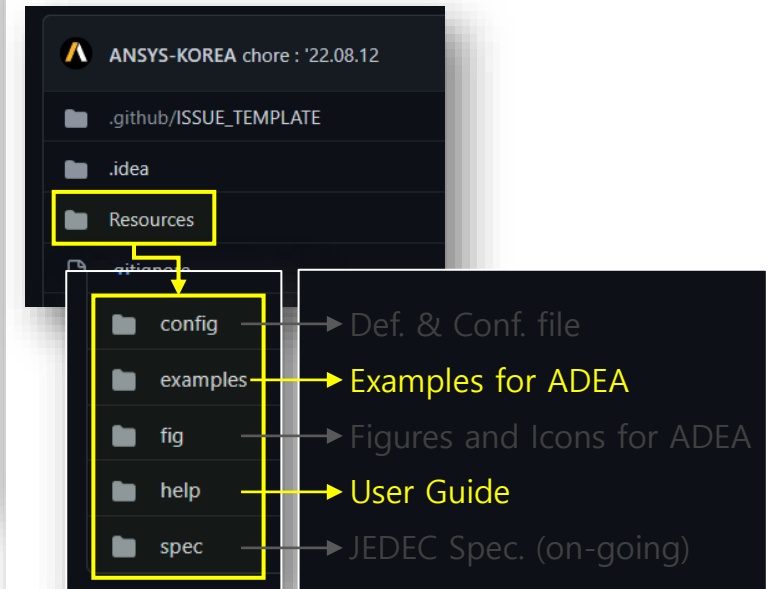 ANSYS-KOREA chore : '22.08.12
.github/ISSUE_TEMPLATE
.idea
Resources
.gitignore
config Def. & Conf. file
examples Examples for ADEA
fig Figures and Icons for ADEA
help User Guide
spec JEDEC Spec. (on-going)